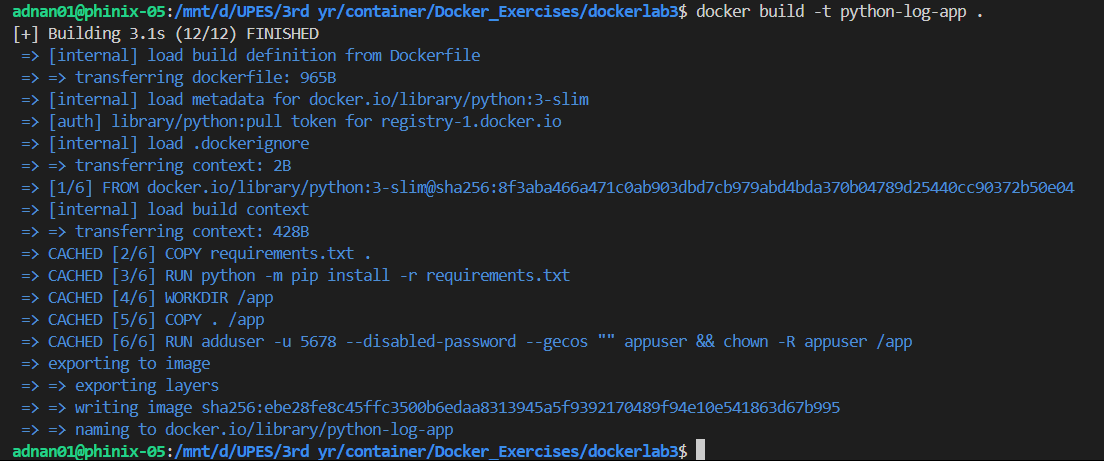 adnan01@phinix-05:/mnt/d/UPES/3rd yr/container/Docker_Exercises/dockerlab3$ docker build -t python-log-app .
[+] Building 3.1s (12/12) FINISHED
=> [internal] load build definition from Dockerfile
=> => transferring dockerfile: 965B
=> [internal] load metadata for docker.io/library/python:3-slim
=> [auth] library/python:pull token for registry-1.docker.io
=> [internal] load .dockerignore
=> => transferring context: 2B
=> [1/6] FROM docker.io/library/python:3-slim@sha256:8f3aba466a471c0ab903dbd7cb979abd4bda370b04789d25440cc90372b50e04
=> [internal] load build context
=> => transferring context: 428B
=> CACHED [2/6] COPY requirements.txt .
=> CACHED [3/6] RUN python -m pip install -r requirements.txt
=> CACHED [4/6] WORKDIR /app
=> CACHED [5/6] COPY . /app
=> CACHED [6/6] RUN adduser -u 5678 --disabled-password --gecos "" appuser && chown -R appuser /app
=> exporting to image
=> => exporting layers
=> => writing image sha256:ebe28fe8c45ffc3500b6edaa8313945a5f9392170489f94e10e541863d67b995
=> => naming to docker.io/library/python-log-app
adnan01@phinix-05:/mnt/d/UPES/3rd yr/container/Docker_Exercises/dockerlab3$